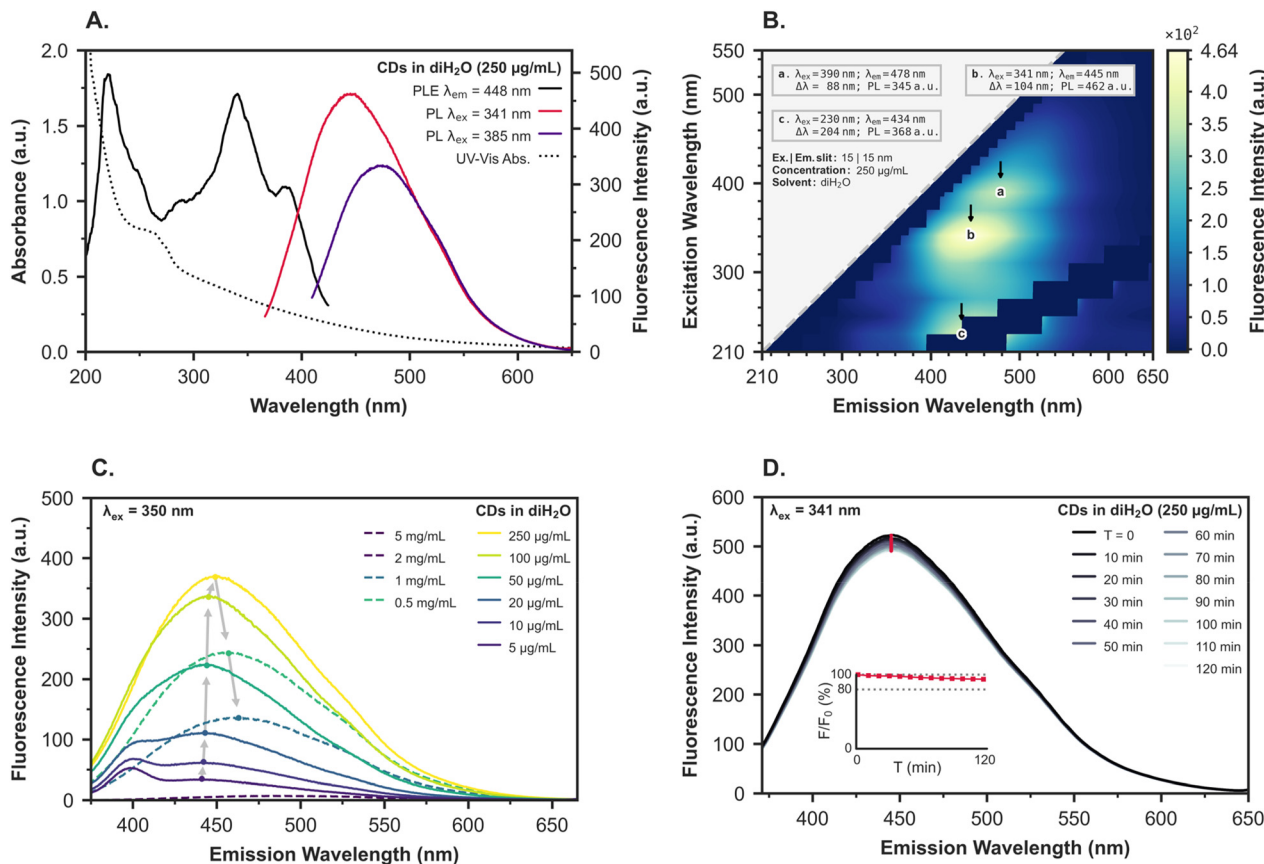 A.
2.0
1.5
1.0
0.5
0.0
Absorbance (a.u.)
500
400
300
200
100
0
Fluorescence Intensity (a.u.)
CDs in diH₂O (250 µg/mL)
PLE λem = 448 nm
PL λex = 341 nm
PL λex = 385 nm
UV-Vis Abs.
200 300 400 500 600
Wavelength (nm)
B.
550
500
400
300
210
Excitation Wavelength (nm)
a. λex=390 nm; λem=478 nm
Δλ = 88 nm; PL=345 a.u.
b. λex=341 nm; λem=445 nm
Δλ=104 nm; PL=462 a.u.
c. λex=230 nm; λem=434 nm
Δλ=204 nm; PL=368 a.u.
Ex.|Em. slit: 15 | 15 nm
Concentration: 250 µg/mL
Solvent: diH₂O
a
b
c
210 300 400 500 600 650
Emission Wavelength (nm)
×10²
4.64
4.0
3.5
3.0
2.5
2.0
1.5
1.0
0.5
0.0
Fluorescence Intensity (a.u.)
C.
500
450
400
350
300
250
200
150
100
50
0
Fluorescence Intensity (a.u.)
λex = 350 nm
CDs in diH₂O
5 mg/mL
2 mg/mL
1 mg/mL
0.5 mg/mL
250 µg/mL
100 µg/mL
50 µg/mL
20 µg/mL
10 µg/mL
5 µg/mL
400 450 500 550 600 650
Emission Wavelength (nm)
D.
600
500
400
300
200
100
0
Fluorescence Intensity (a.u.)
λex = 341 nm
CDs in diH₂O (250 µg/mL)
T = 0
10 min
20 min
30 min
40 min
50 min
60 min
70 min
80 min
90 min
100 min
110 min
120 min
100
80
0
F/F₀ (%)
0 120
T (min)
400 450 500 550 600 650
Emission Wavelength (nm)